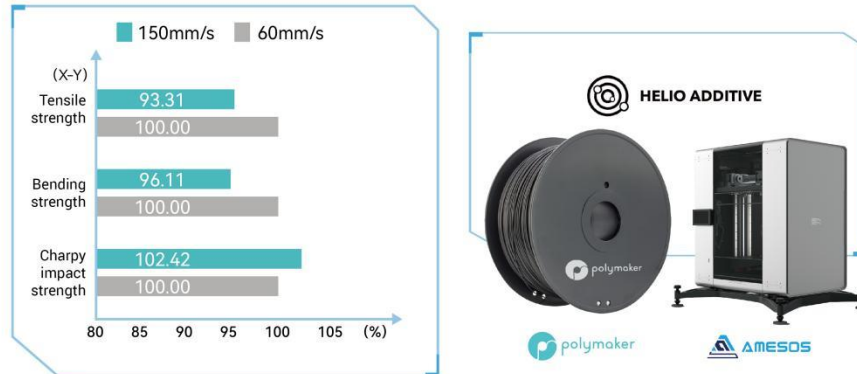 150mm/s 60mm/s
(X-Y)
Tensile
strength
93.31
100.00
Bending
strength
96.11
100.00
Charpy
impact
strength
102.42
100.00
80 85 90 95 100 105 (%)
HELIO ADDITIVE
polymaker
polymaker
AMESOS